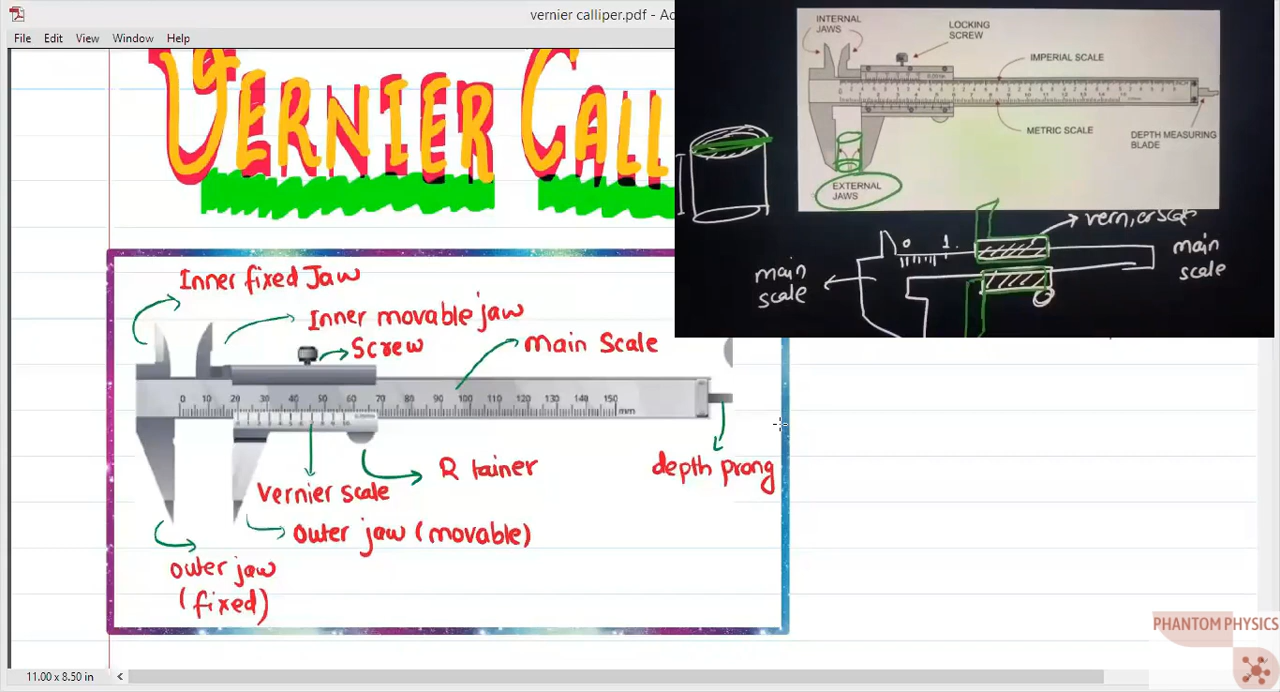 vernier calliper.pdf - A
File Edit View Window Help
VERNIER CALL
INTERNAL
JAWS
LOCKING
SCREW
IMPERIAL SCALE
METRIC SCALE
DEPTH MEASURING
BLADE
EXTERNAL
JAWS
0 1
main
scale
main
scale
Inner fixed Jaw
Inner movable jaw
Screw
main Scale
0 10 20 30 40 50 60 70 80 90 100 110 120 130 140 150
mm
R tainer
depth prong
Vernier scale
Outer jaw (movable)
Outer jaw
(fixed)
PHANTOM PHYSICS
11.00 x 8.50 in